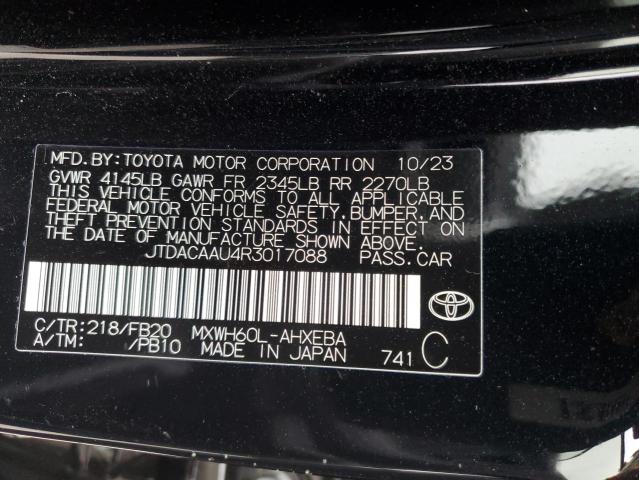 MFD.BY:TOYOTA MOTOR CORPORATION 10/23
GVWR 4145LB GAWR FR 2345LB RR 2270LB
THIS VEHICLE CONFORMS TO ALL APPLICABLE
FEDERAL MOTOR VEHICLE SAFETY,BUMPER,AND
THEFT PREVENTION STANDARDS IN EFFECT ON
THE DATE OF MANUFACTURE SHOWN ABOVE.
JTDACAAU4R3017088 PASS.CAR
C/TR:218/FB20 MXWH60L-AHXEBA
A/TM: /PB10 MADE IN JAPAN 741 C